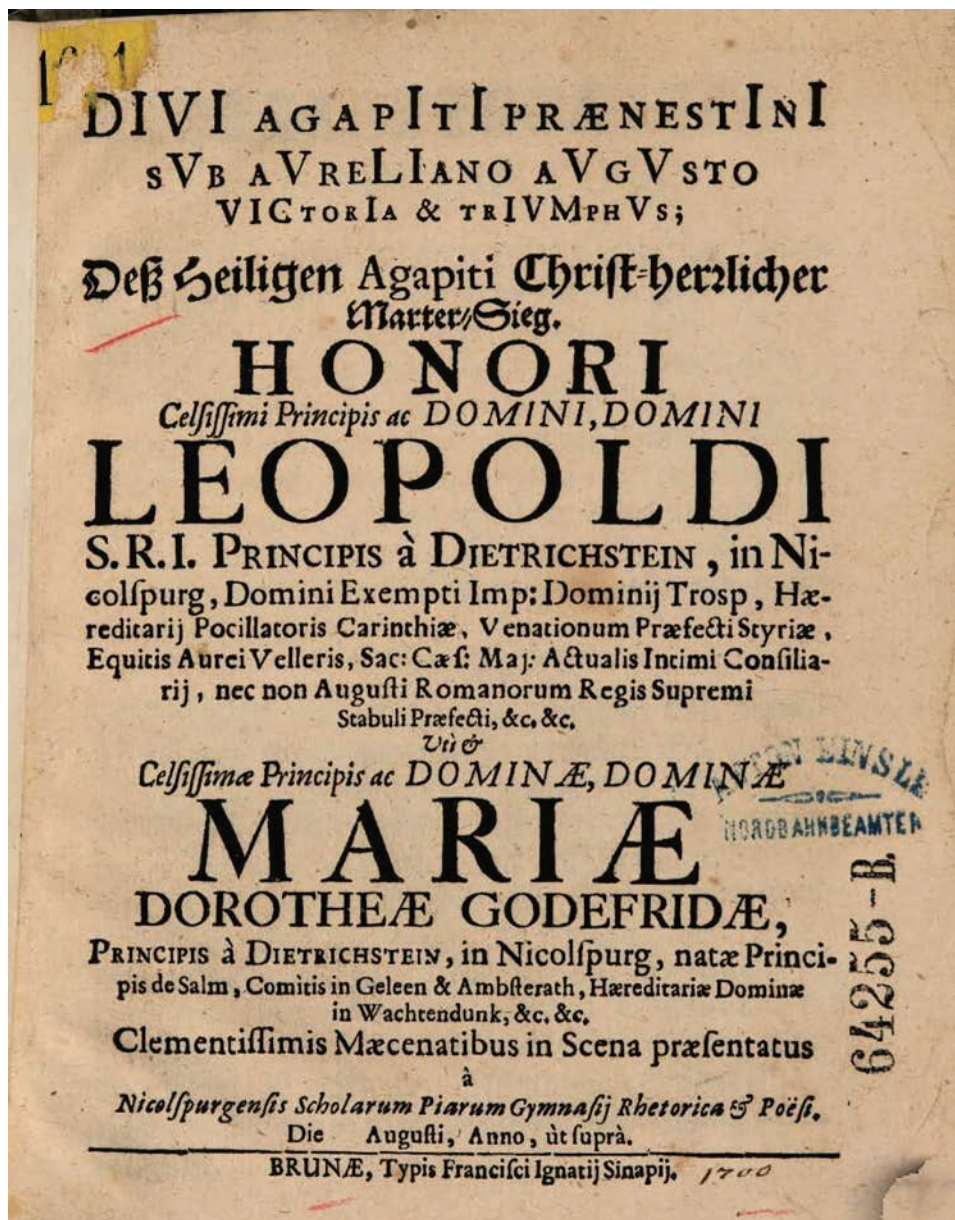 DIVI AGAPITI PRÆNESTINI
sVB AVRELIANO AVGVSTO
VICTORIA & TRIVMPHVS;
Deß Heiligen Agapiti Christ-herrlicher
Marter-Sieg.
HONORI
Celſiſſimi Principis ac DOMINI, DOMINI
LEOPOLDI
S.R.I. PRINCIPIS à DIETRICHSTEIN, in Ni-
colſpurg, Domini Exempti Imp: Dominij Trosp, Hæ-
reditarij Pocillatoris Carinthiæ, Venationum Præfecti Styriæ,
Equitis Aurei Velleris, Sac: Cæſ: Maj: Actualis Intimi Conſilia-
rij, nec non Auguſti Romanorum Regis Supremi
Stabuli Præfecti, &c. &c.
Uti &
Celſiſſimæ Principis ac DOMINÆ, DOMINÆ
MARIÆ
DOROTHEÆ GODEFRIDÆ,
PRINCIPIS à DIETRICHSTEIN, in Nicolſpurg, natæ Princi-
pis de Salm, Comitis in Geleen & Ambſterath, Hæreditariæ Dominæ
in Wachtendunk, &c. &c.
Clementiſſimis Mæcenatibus in Scena præſentatus
à
Nicolſpurgenſis Scholarum Piarum Gymnaſij Rhetorica & Poëſi.
Die Auguſti, Anno, ùt ſuprà.
BRUNÆ, Typis Franciſci Ignatij Sinapij. 1700
EINSLE
NORDBAHNBEAMTER
64255-B.